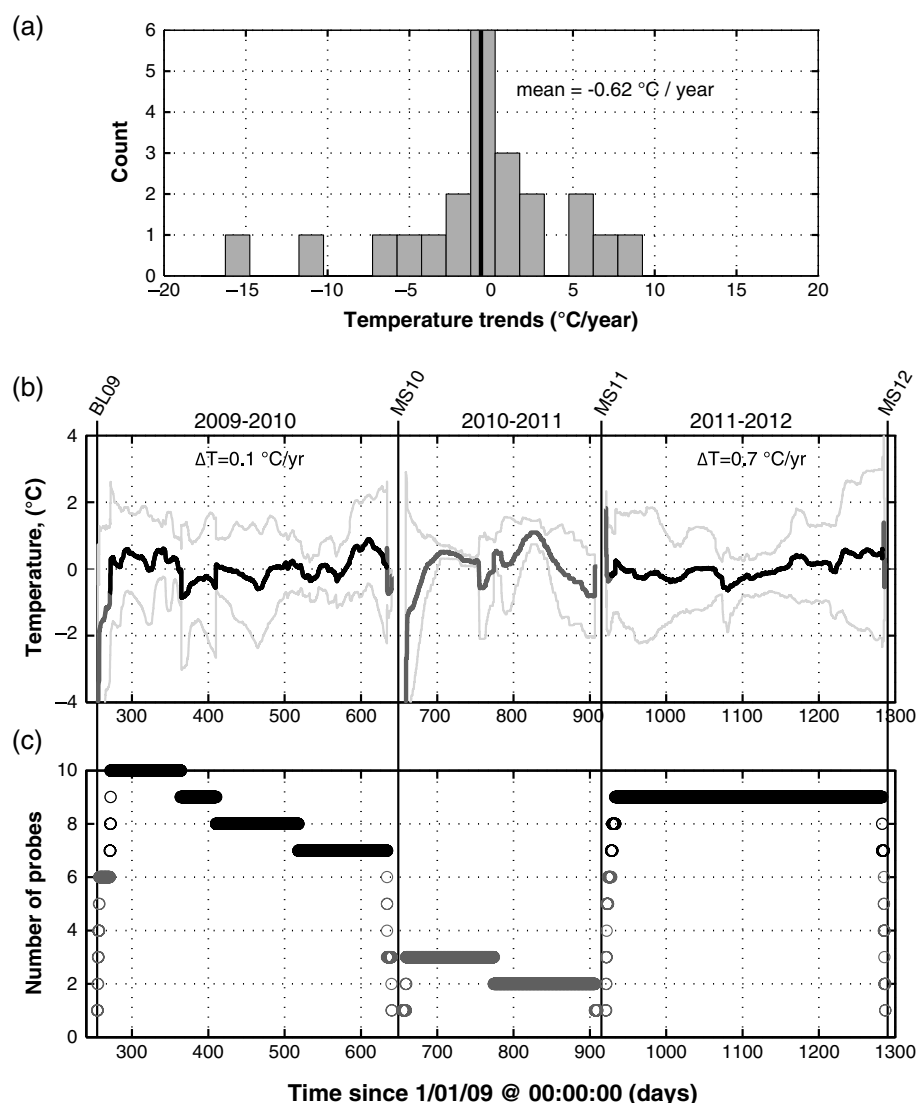 (a)
6
5
4
3
2
1
0
Count
mean = -0.62 °C / year
−20 −15 −10 −5 0 5 10 15 20
Temperature trends (°C/year)
(b)
BL09 MS10 MS11 MS12
2009-2010 2010-2011 2011-2012
ΔT=0.1 °C/yr ΔT=0.7 °C/yr
4
2
0
−2
−4
Temperature, (°C)
300 400 500 600 700 800 900 1000 1100 1200 1300
(c)
10
8
6
4
2
0
Number of probes
300 400 500 600 700 800 900 1000 1100 1200 1300
Time since 1/01/09 @ 00:00:00 (days)